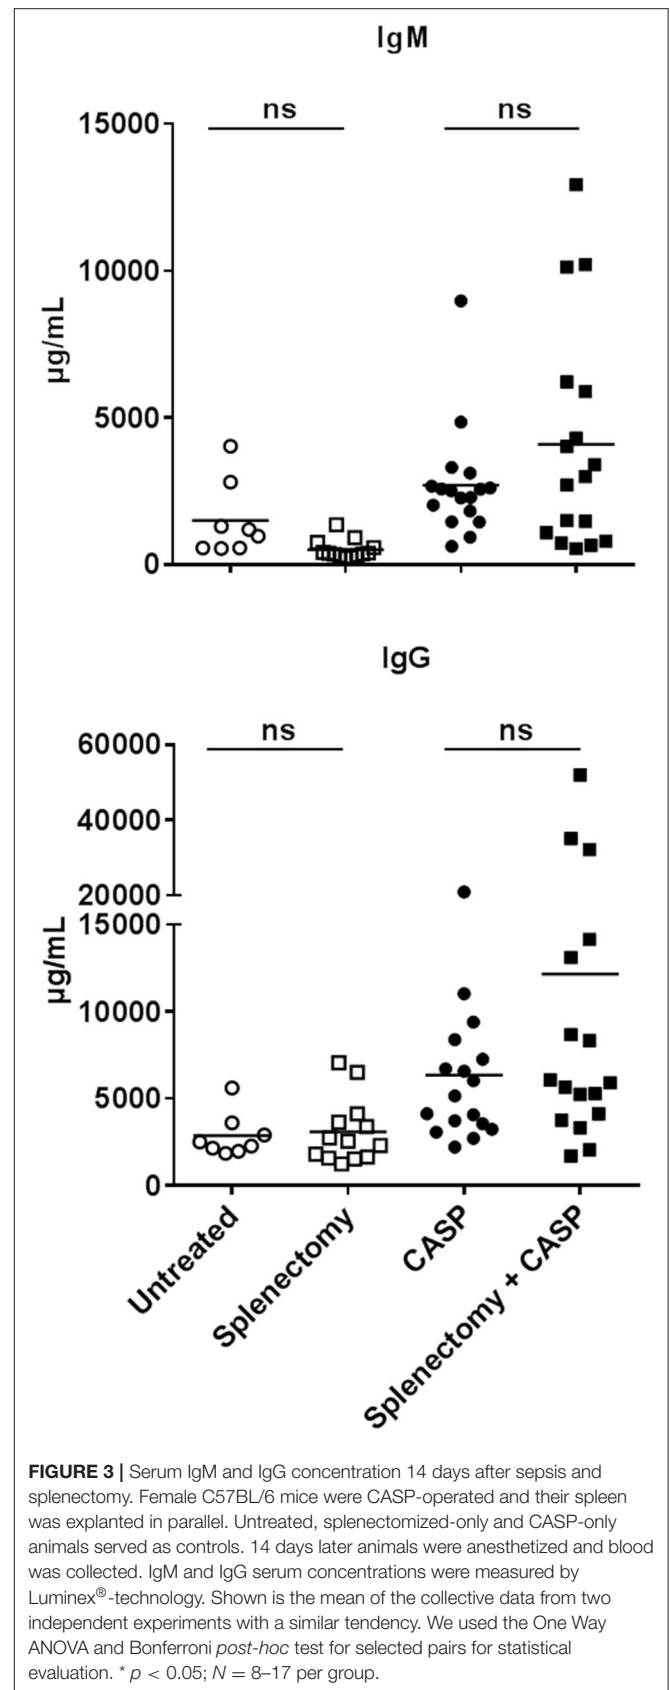 IgM
ns ns
15000
10000
5000
0
µg/mL
IgG
ns ns
60000
40000
20000
15000
10000
5000
0
µg/mL
Untreated
Splenectomy
CASP
Splenectomy + CASP
FIGURE 3 | Serum IgM and IgG concentration 14 days after sepsis and
splenectomy. Female C57BL/6 mice were CASP-operated and their spleen
was explanted in parallel. Untreated, splenectomized-only and CASP-only
animals served as controls. 14 days later animals were anesthetized and blood
was collected. IgM and IgG serum concentrations were measured by
Luminex®-technology. Shown is the mean of the collective data from two
independent experiments with a similar tendency. We used the One Way
ANOVA and Bonferroni post-hoc test for selected pairs for statistical
evaluation. * p < 0.05; N = 8–17 per group.